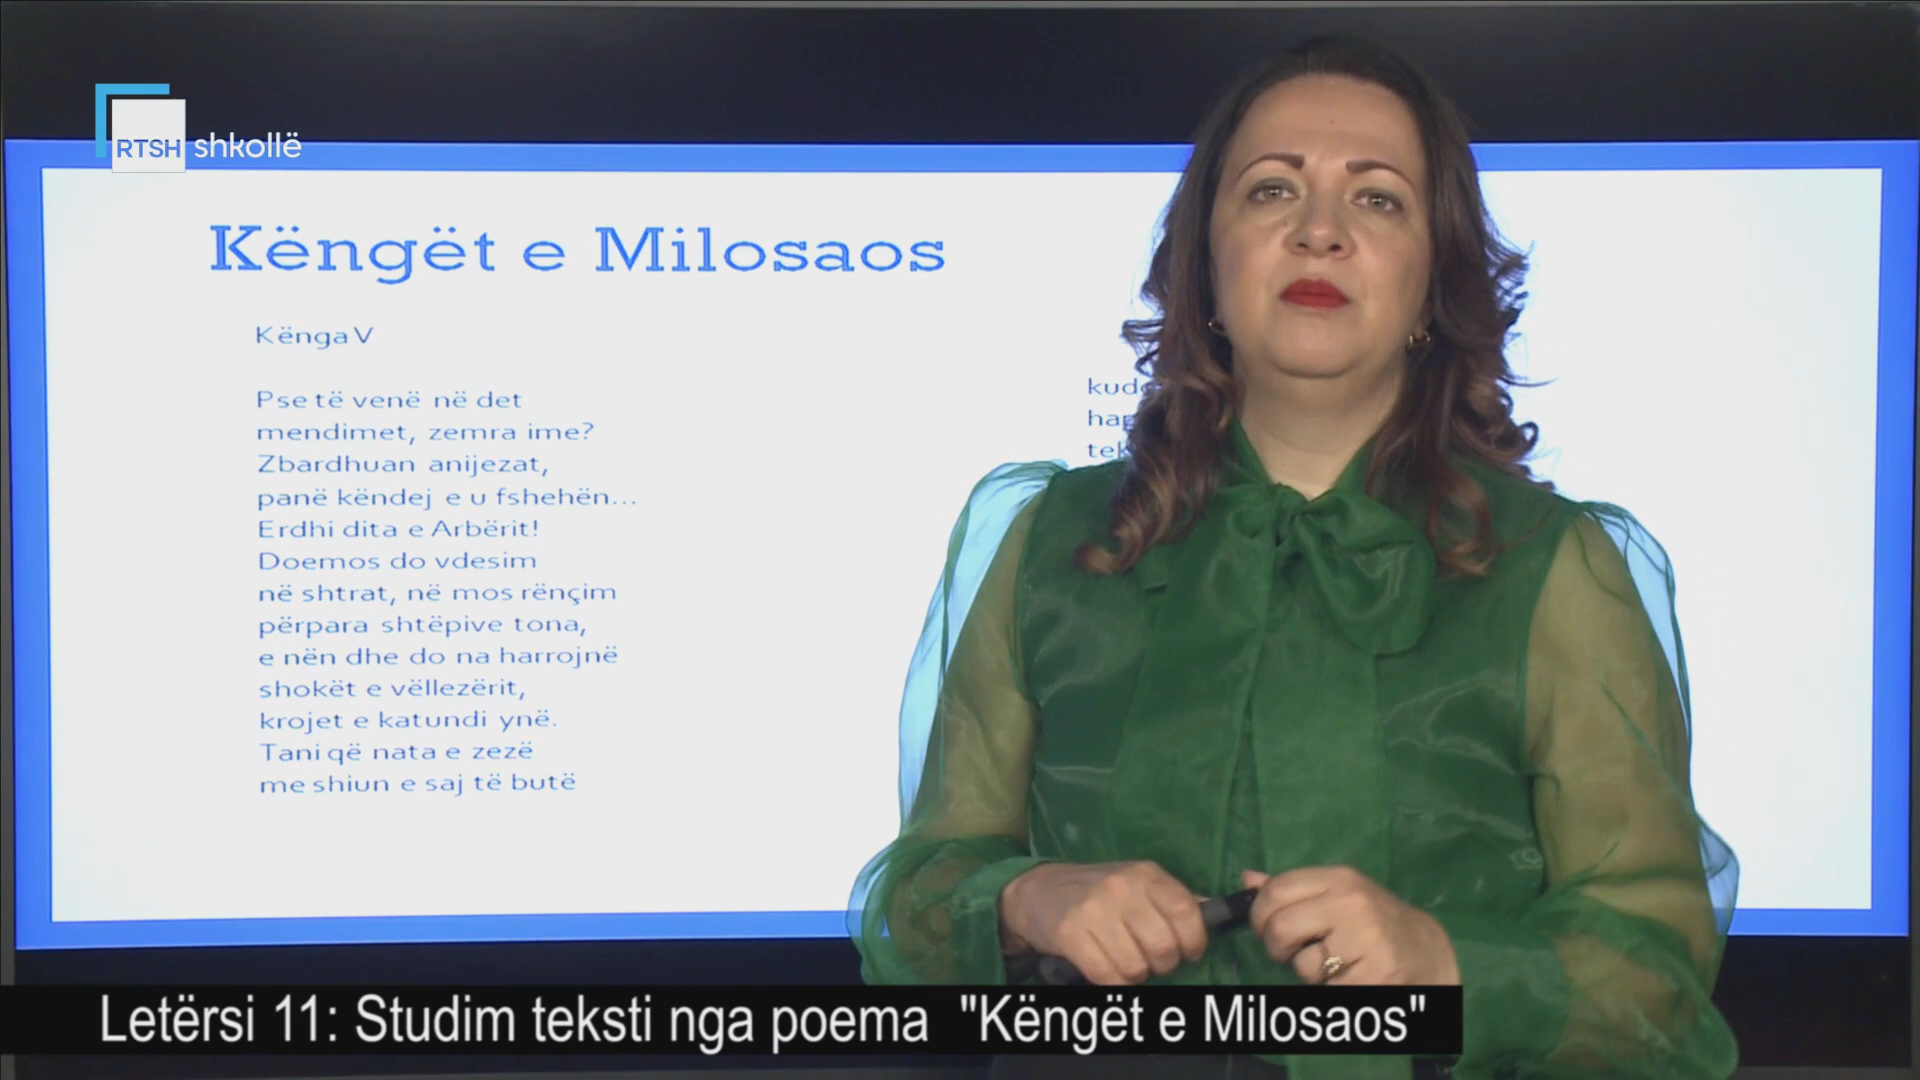 RTSH shkollë
Këngët e Milosaos
Kënga V
Pse të venë në det
mendimet, zemra ime?
Zbardhuan anijezat,
panë këndej e u fshehën...
Erdhi dita e Arbërit!
Doemos do vdesim
në shtrat, në mos rënçim
përpara shtëpive tona,
e nën dhe do na harrojnë
shokët e vëllezërit,
krojet e katundi ynë.
Tani që nata e zezë
me shiun e saj të butë
Letërsi 11: Studim teksti nga poema "Këngët e Milosaos"